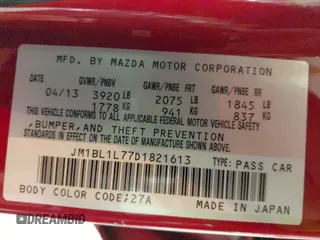 MFD. BY MAZDA MOTOR CORPORATION
GVWR/PNBV GAWR/PNBE FR GAWR/PNBE RR
04/13 3920 LB 2075 LB 1845 LB
1778 KG 941 KG 837 KG
THIS VEHICLE CONFORMS TO ALL APPLICABLE FEDERAL MOTOR VEHICLE SAFETY
,BUMPER,AND THEFT PREVENTION
STANDARDS IN EFFECT ON THE DATE OF MANUFACTURE SHOWN ABOVE.
JM1BL1L77D1821613 TYPE:PASS CAR
BODY COLOR CODE:27A MADE IN JAPAN
DREAMBID